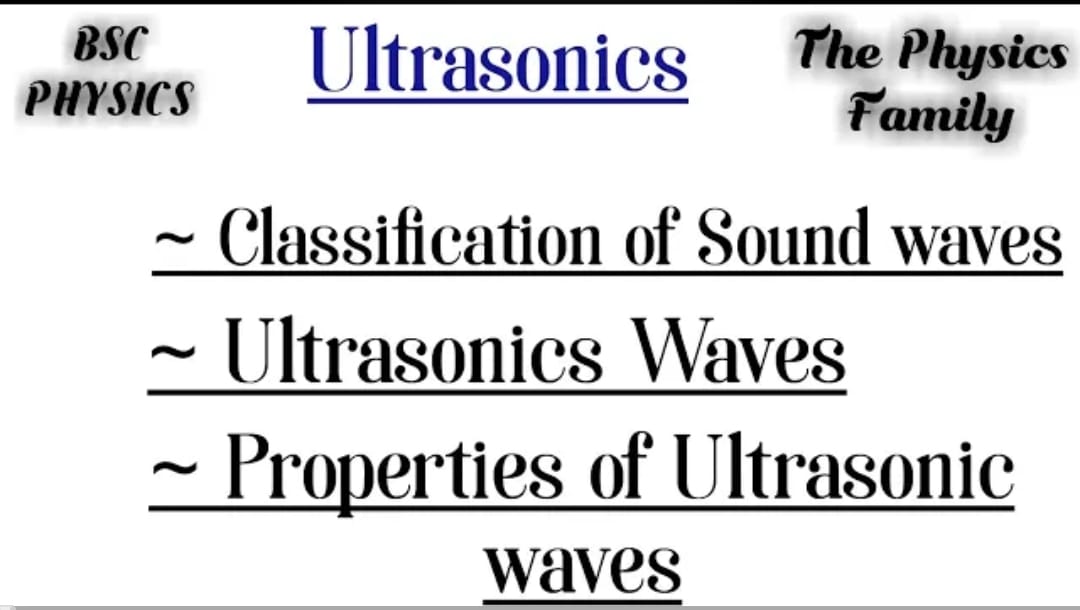 BSC
PHYSICS
Ultrasonics
The Physics
Family
~ Classification of Sound waves
~ Ultrasonics Waves
~ Properties of Ultrasonic
waves